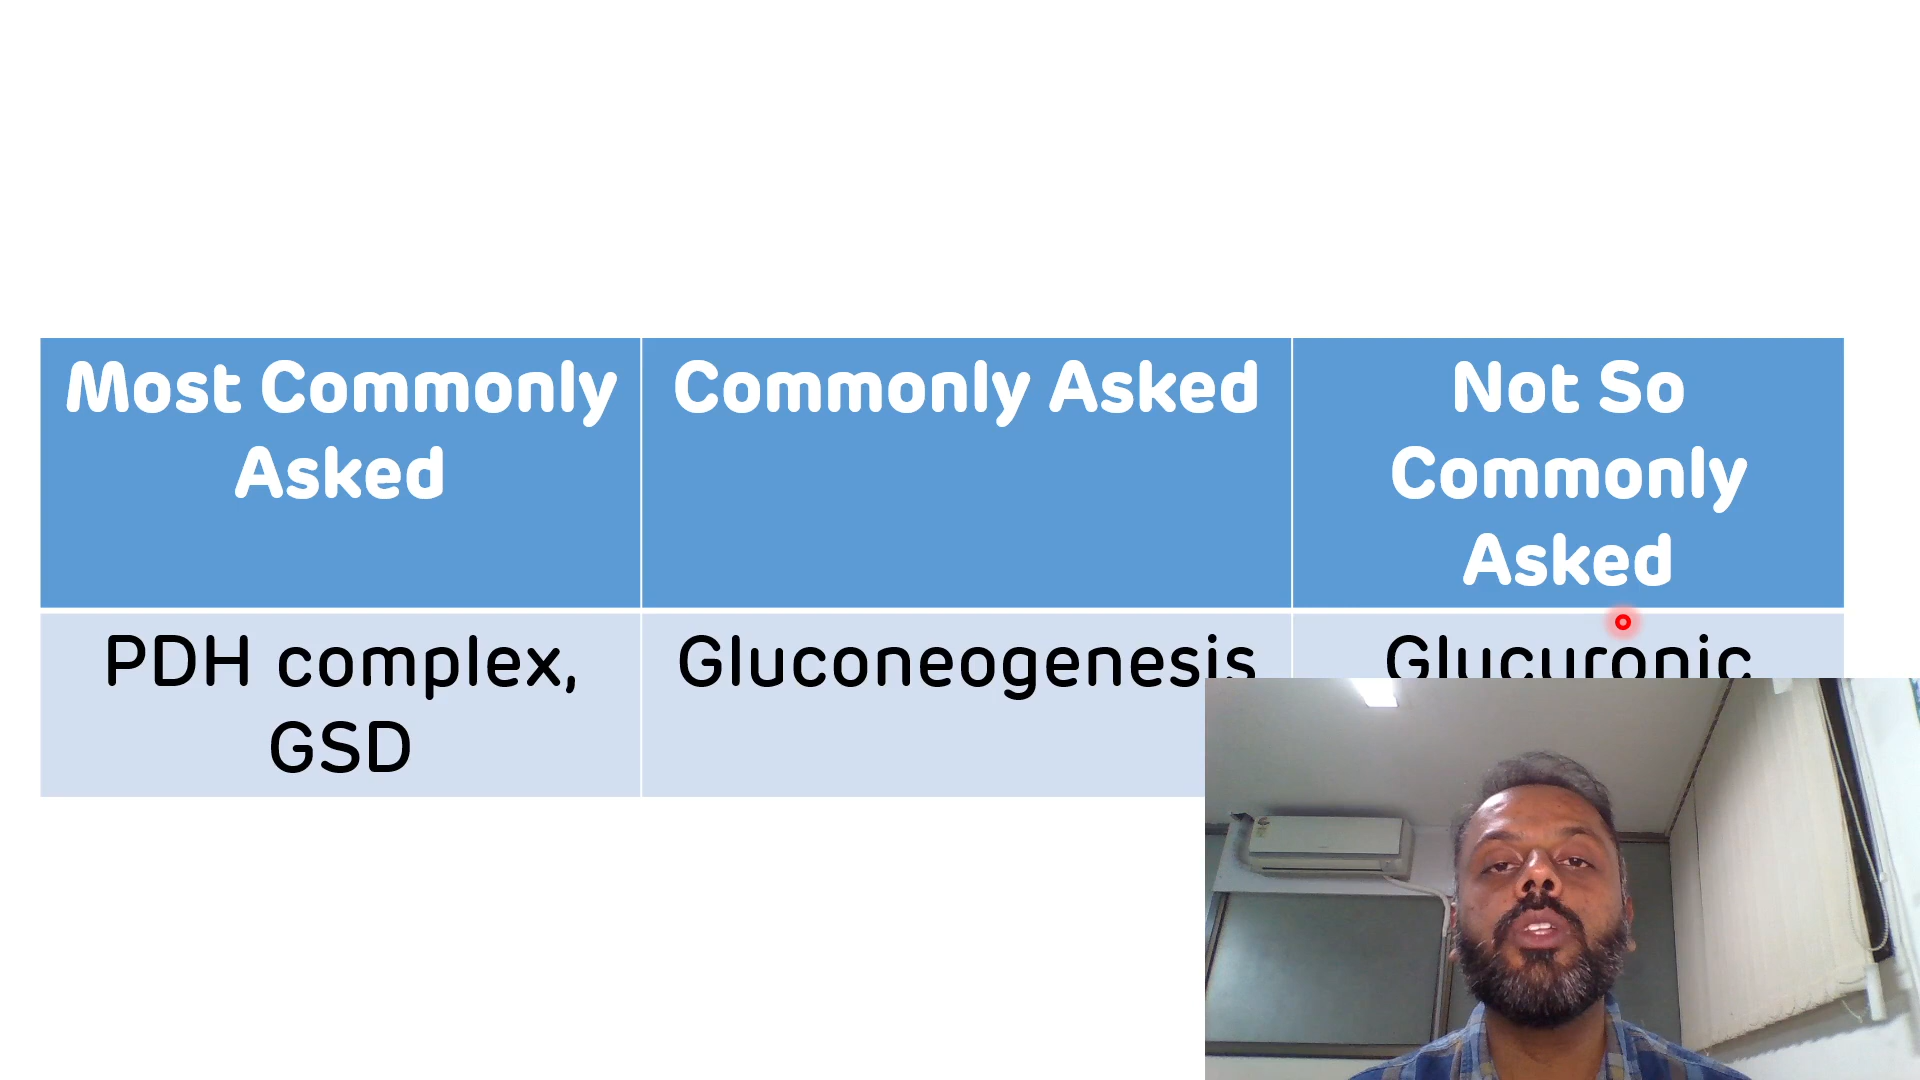 Most Commonly
Asked
Commonly Asked
Not So
Commonly
Asked
PDH complex,
GSD
Gluconeogenesis
Glucuronic